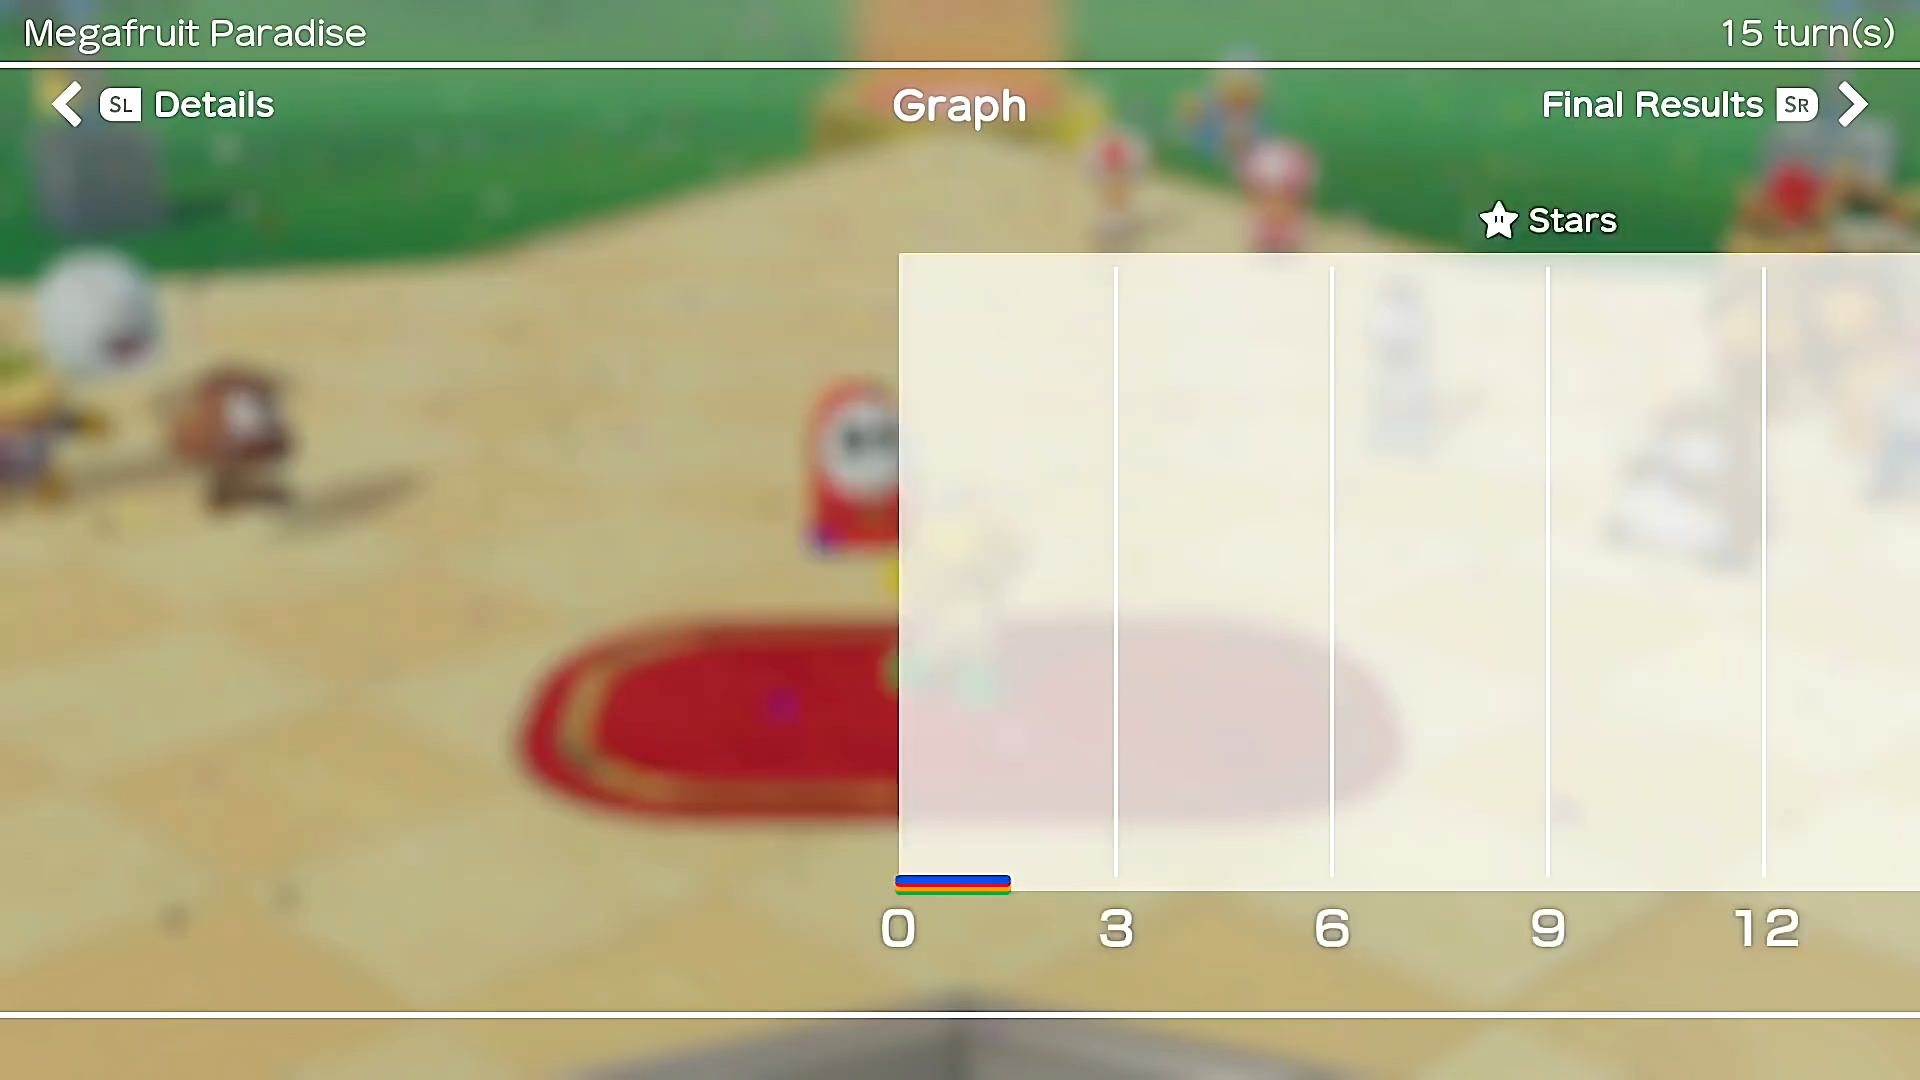 Megafruit Paradise
15 turn(s)
SL Details
Graph
Final Results SR
Stars
0 3 6 9 12